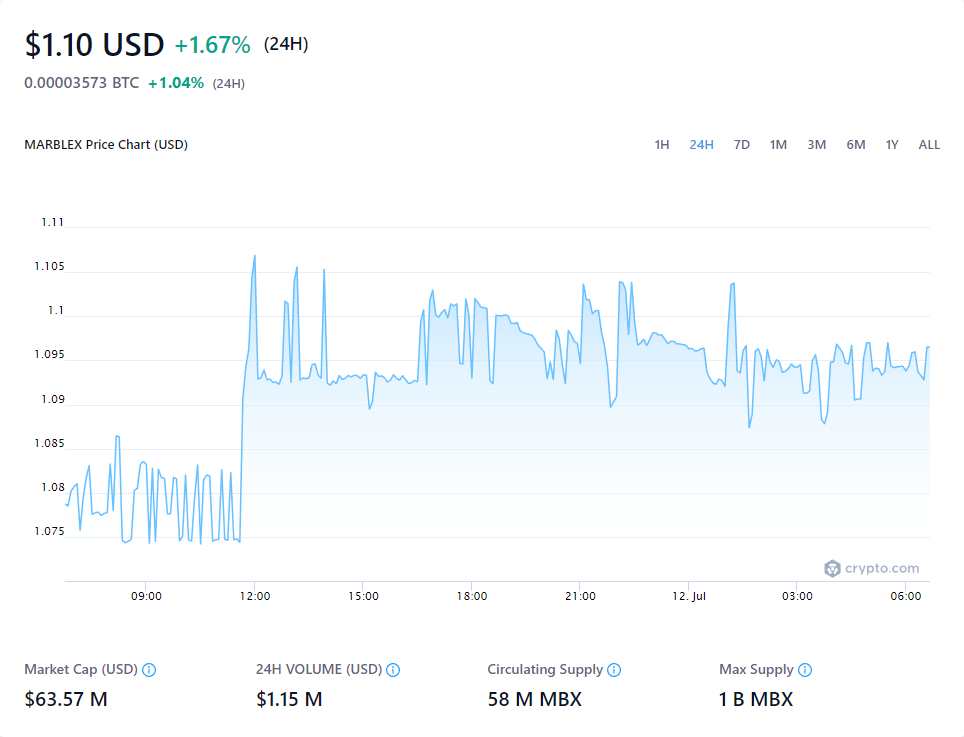 $1.10 USD +1.67% (24H)
0.00003573 BTC +1.04% (24H)
MARBLEX Price Chart (USD) 1H 24H 7D 1M 3M 6M 1Y ALL
1.11
1.105
1.1
1.095
1.09
1.085
1.08
1.075
crypto.com
09:00 12:00 15:00 18:00 21:00 12. Jul 03:00 06:00
Market Cap (USD) 24H VOLUME (USD) Circulating Supply Max Supply
$63.57 M $1.15 M 58 M MBX 1 B MBX